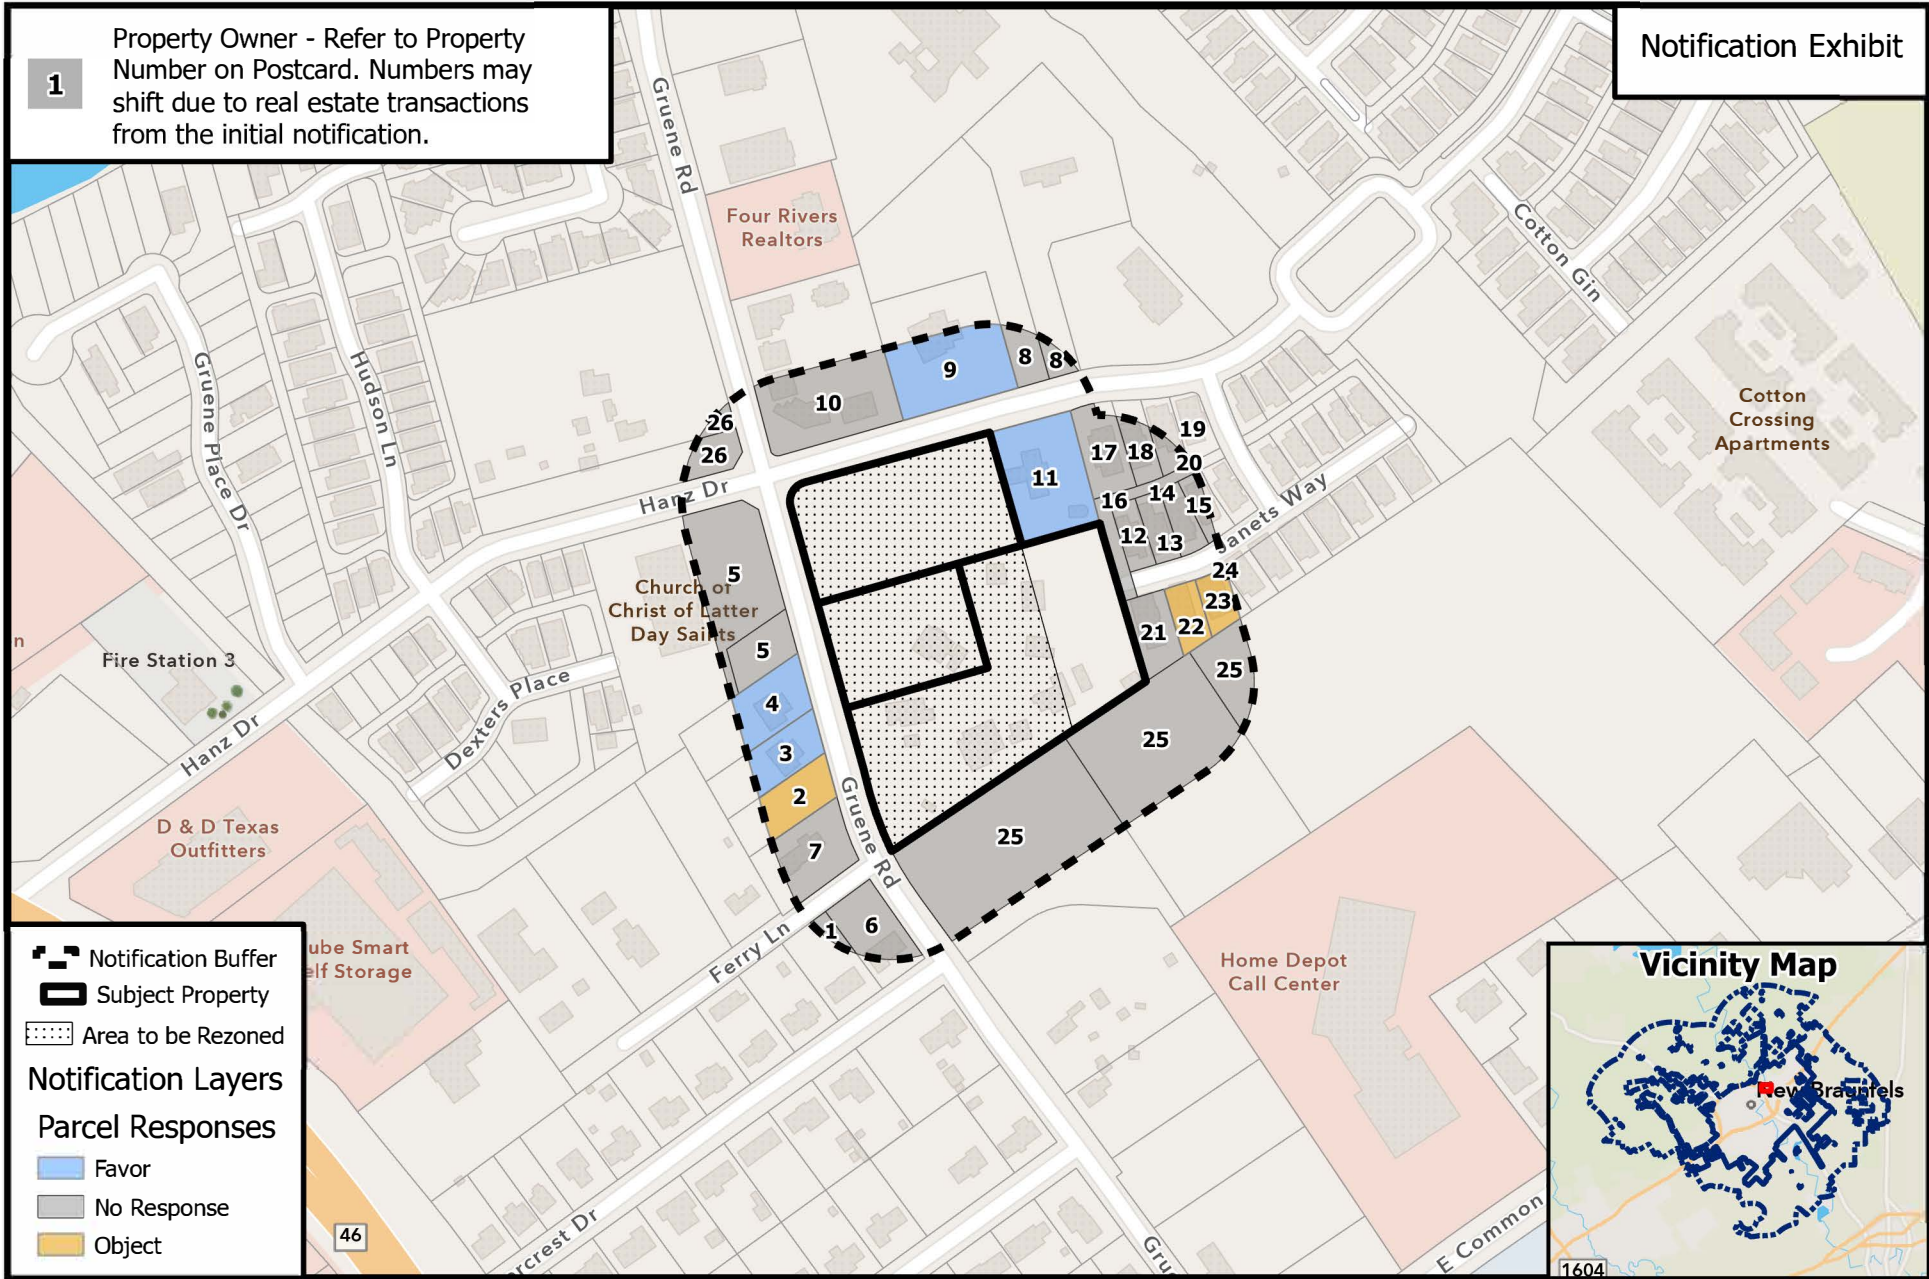 1
Property Owner - Refer to Property
Number on Postcard. Numbers may
shift due to real estate transactions
from the initial notification.
Notification Exhibit
Gruene Rd
Four Rivers
Realtors
Cotton Gin
Cotton
Crossing
Apartments
Gruene Place Dr
Hudson Ln
Hanz Dr
Janets Way
Church of
Christ of Latter
Day Saints
Fire Station 3
n
Hanz Dr
Dexters Place
D & D Texas
Outfitters
Gruene Rd
Ferry Ln
Home Depot
Call Center
ube Smart
elf Storage
8
8
9
10
26
26
11
17
18
19
20
16
14
15
12
13
24
23
22
21
25
25
25
5
5
4
3
2
7
1
6
Notification Buffer
Subject Property
Area to be Rezoned
Notification Layers
Parcel Responses
Favor
No Response
Object
46
rcrest Dr
Grue
E Common
Vicinity Map
New Braunfels
1604